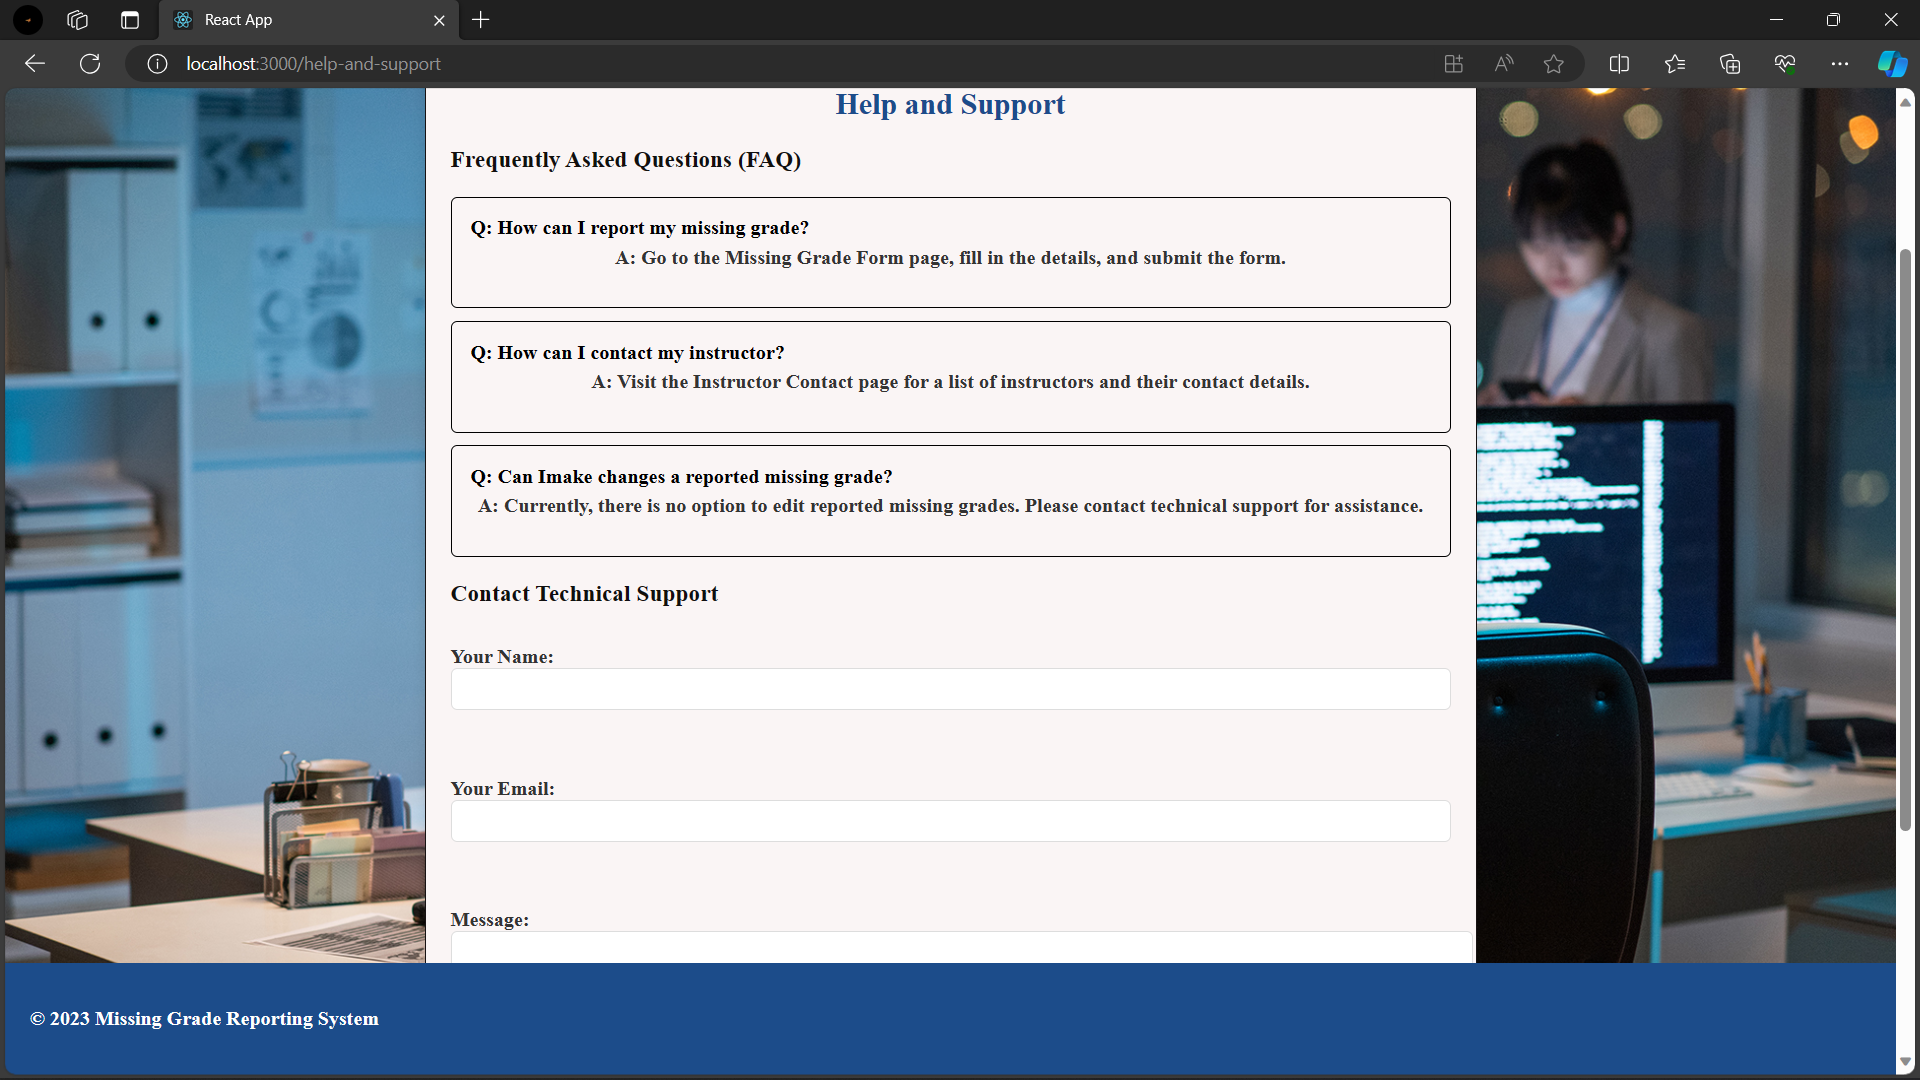 React App
localhost:3000/help-and-support
Help and Support
Frequently Asked Questions (FAQ)
Q: How can I report my missing grade?
A: Go to the Missing Grade Form page, fill in the details, and submit the form.
Q: How can I contact my instructor?
A: Visit the Instructor Contact page for a list of instructors and their contact details.
Q: Can Imake changes a reported missing grade?
A: Currently, there is no option to edit reported missing grades. Please contact technical support for assistance.
Contact Technical Support
Your Name:
Your Email:
Message:
© 2023 Missing Grade Reporting System